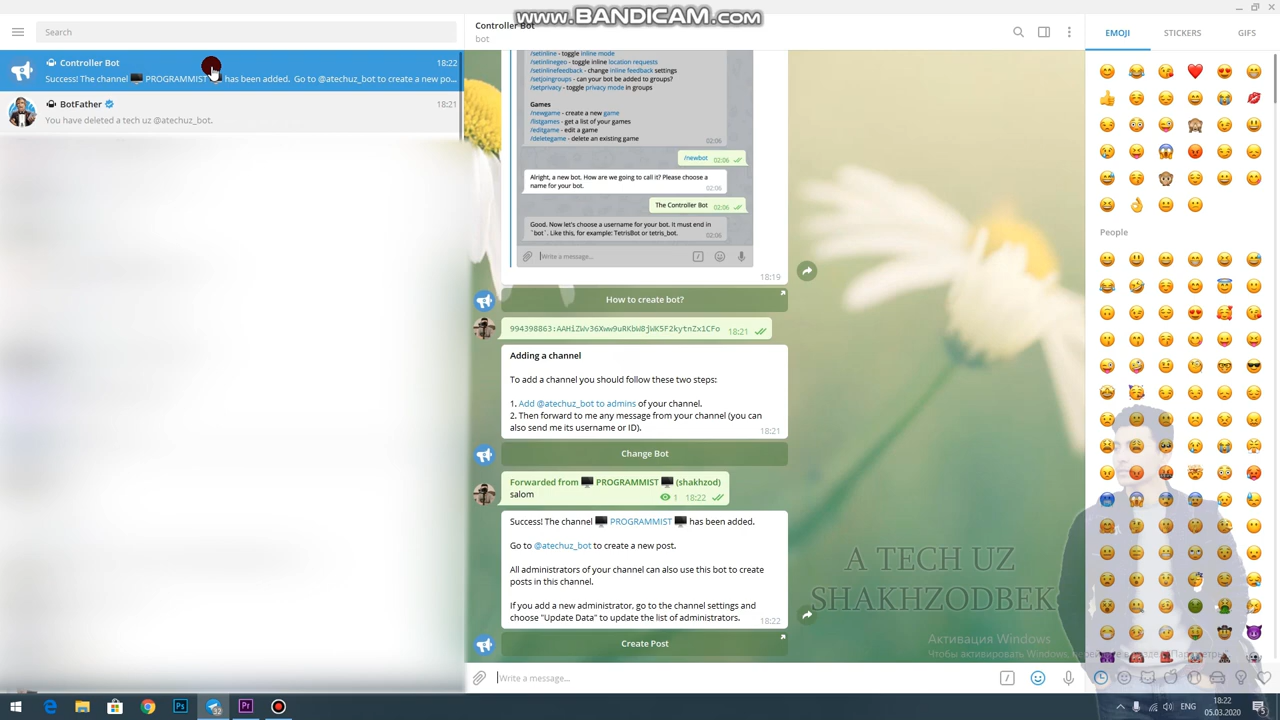 www.BANDICAM.com
Search
Controller Bot
bot
EMOJI
STICKERS
GIFS
Controller Bot
18:22
Success! The channel PROGRAMMIST has been added. Go to @atechuz_bot to create a new po...
BotFather
18:21
You have deleted a tech uz @atechuz_bot.
/setinline - toggle inline mode
/setinlinegeo - toggle inline location requests
/setinlinefeedback - change inline feedback settings
/setjoingroups - can your bot be added to groups?
/setprivacy - toggle privacy mode in groups
Games
/newgame - create a new game
/listgames - get a list of your games
/editgame - edit a game
/deletegame - delete an existing game
02:06
/newbot
02:06
Alright, a new bot. How are we going to call it? Please choose a
name for your bot.
02:06
The Controller Bot
02:06
Good. Now let's choose a username for your bot. It must end in
`bot`. Like this, for example: TetrisBot or tetris_bot.
02:06
Write a message...
18:19
How to create bot?
994398863:AAHiZWv36Xww9uRKbW8jWK5F2kytnZx1CFo
18:21
Adding a channel
To add a channel you should follow these two steps:
1. Add @atechuz_bot to admins of your channel.
2. Then forward to me any message from your channel (you can
also send me its username or ID).
18:21
Change Bot
Forwarded from PROGRAMMIST (shakhzod)
salom
1 18:22
Success! The channel PROGRAMMIST has been added.
Go to @atechuz_bot to create a new post.
All administrators of your channel can also use this bot to create
posts in this channel.
If you add a new administrator, go to the channel settings and
choose "Update Data" to update the list of administrators.
18:22
Create Post
Write a message...
People
A TECH UZ
SHAKHZODBEK
Активация Windows
Чтобы активировать Windows, перейдите в раздел "Параметры".
ENG
18:22
05.03.2020